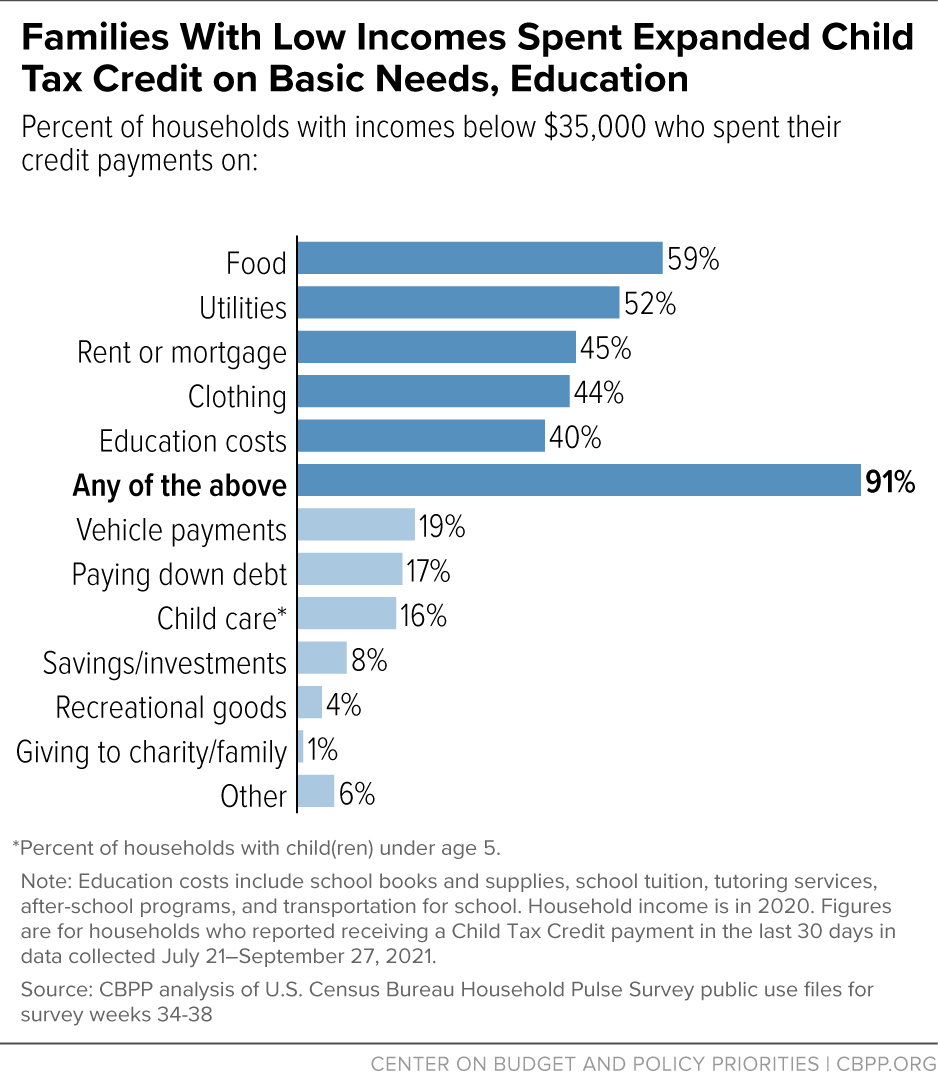 Families With Low Incomes Spent Expanded Child
Tax Credit on Basic Needs, Education
Percent of households with incomes below $35,000 who spent their
credit payments on:
Food 59%
Utilities 52%
Rent or mortgage 45%
Clothing 44%
Education costs 40%
Any of the above 91%
Vehicle payments 19%
Paying down debt 17%
Child care* 16%
Savings/investments 8%
Recreational goods 4%
Giving to charity/family 1%
Other 6%
*Percent of households with child(ren) under age 5.
Note: Education costs include school books and supplies, school tuition, tutoring services,
after-school programs, and transportation for school. Household income is in 2020. Figures
are for households who reported receiving a Child Tax Credit payment in the last 30 days in
data collected July 21–September 27, 2021.
Source: CBPP analysis of U.S. Census Bureau Household Pulse Survey public use files for
survey weeks 34-38
CENTER ON BUDGET AND POLICY PRIORITIES | CBPP.ORG